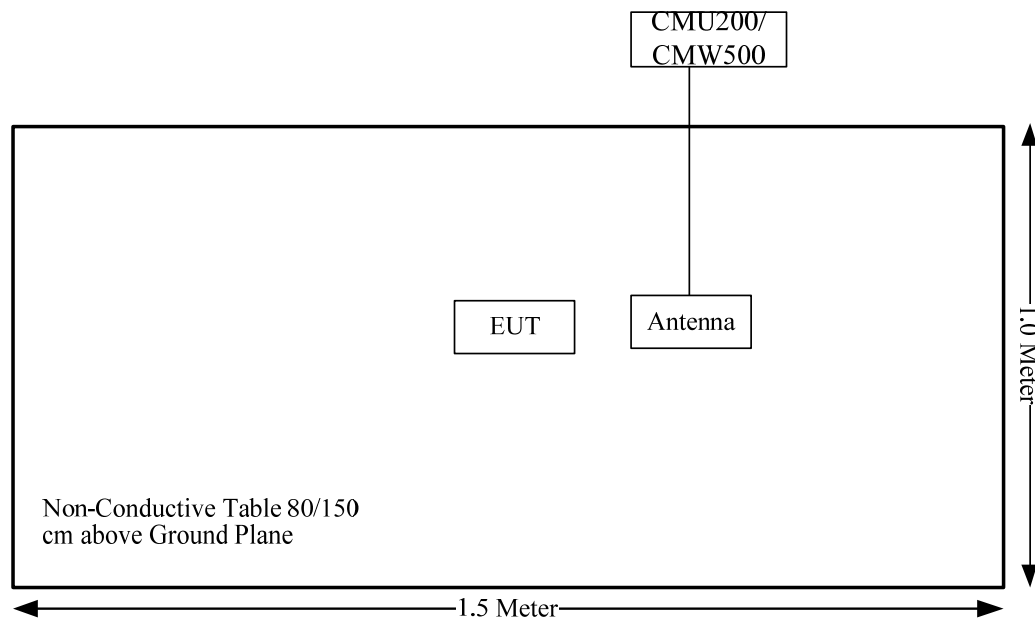 CMU200/
CMW500
EUT
Antenna
1.0 Meter
Non-Conductive Table 80/150
cm above Ground Plane
1.5 Meter